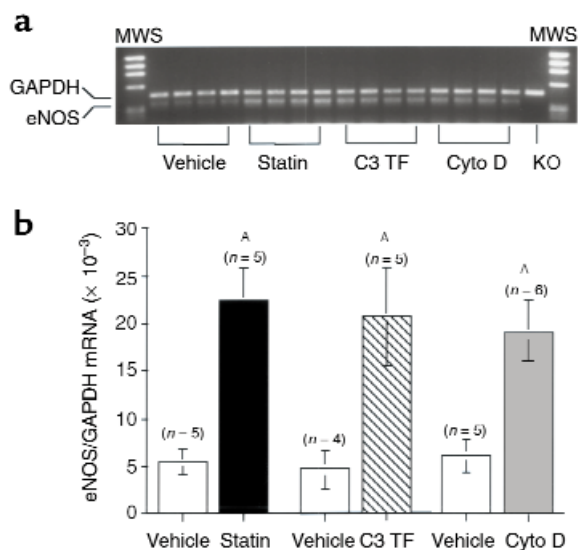 a
MWS MWS
GAPDH
eNOS
Vehicle Statin C3 TF Cyto D KO
b
eNOS/GAPDH mRNA (× 10⁻³)
30
25
20
15
10
5
0
(n – 5)
A
(n = 5)
(n – 4)
A
(n = 5)
(n = 5)
A
(n – 6)
Vehicle Statin Vehicle C3 TF Vehicle Cyto D